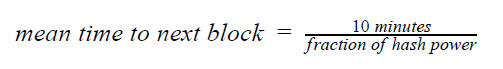 mean time to next block = 10 minutes / fraction of hash power